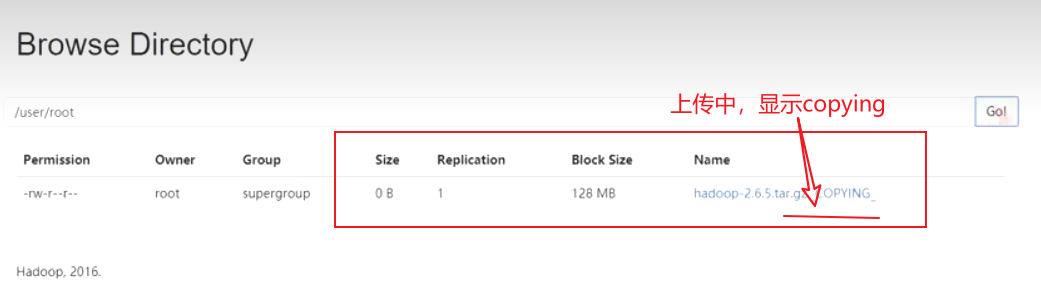 Browse Directory
上传中，显示copying
/user/root Go!
Permission Owner Group Size Replication Block Size Name
-rw-r--r-- root supergroup 0 B 1 128 MB hadoop-2.6.5.tar.gz._COPYING_
Hadoop, 2016.